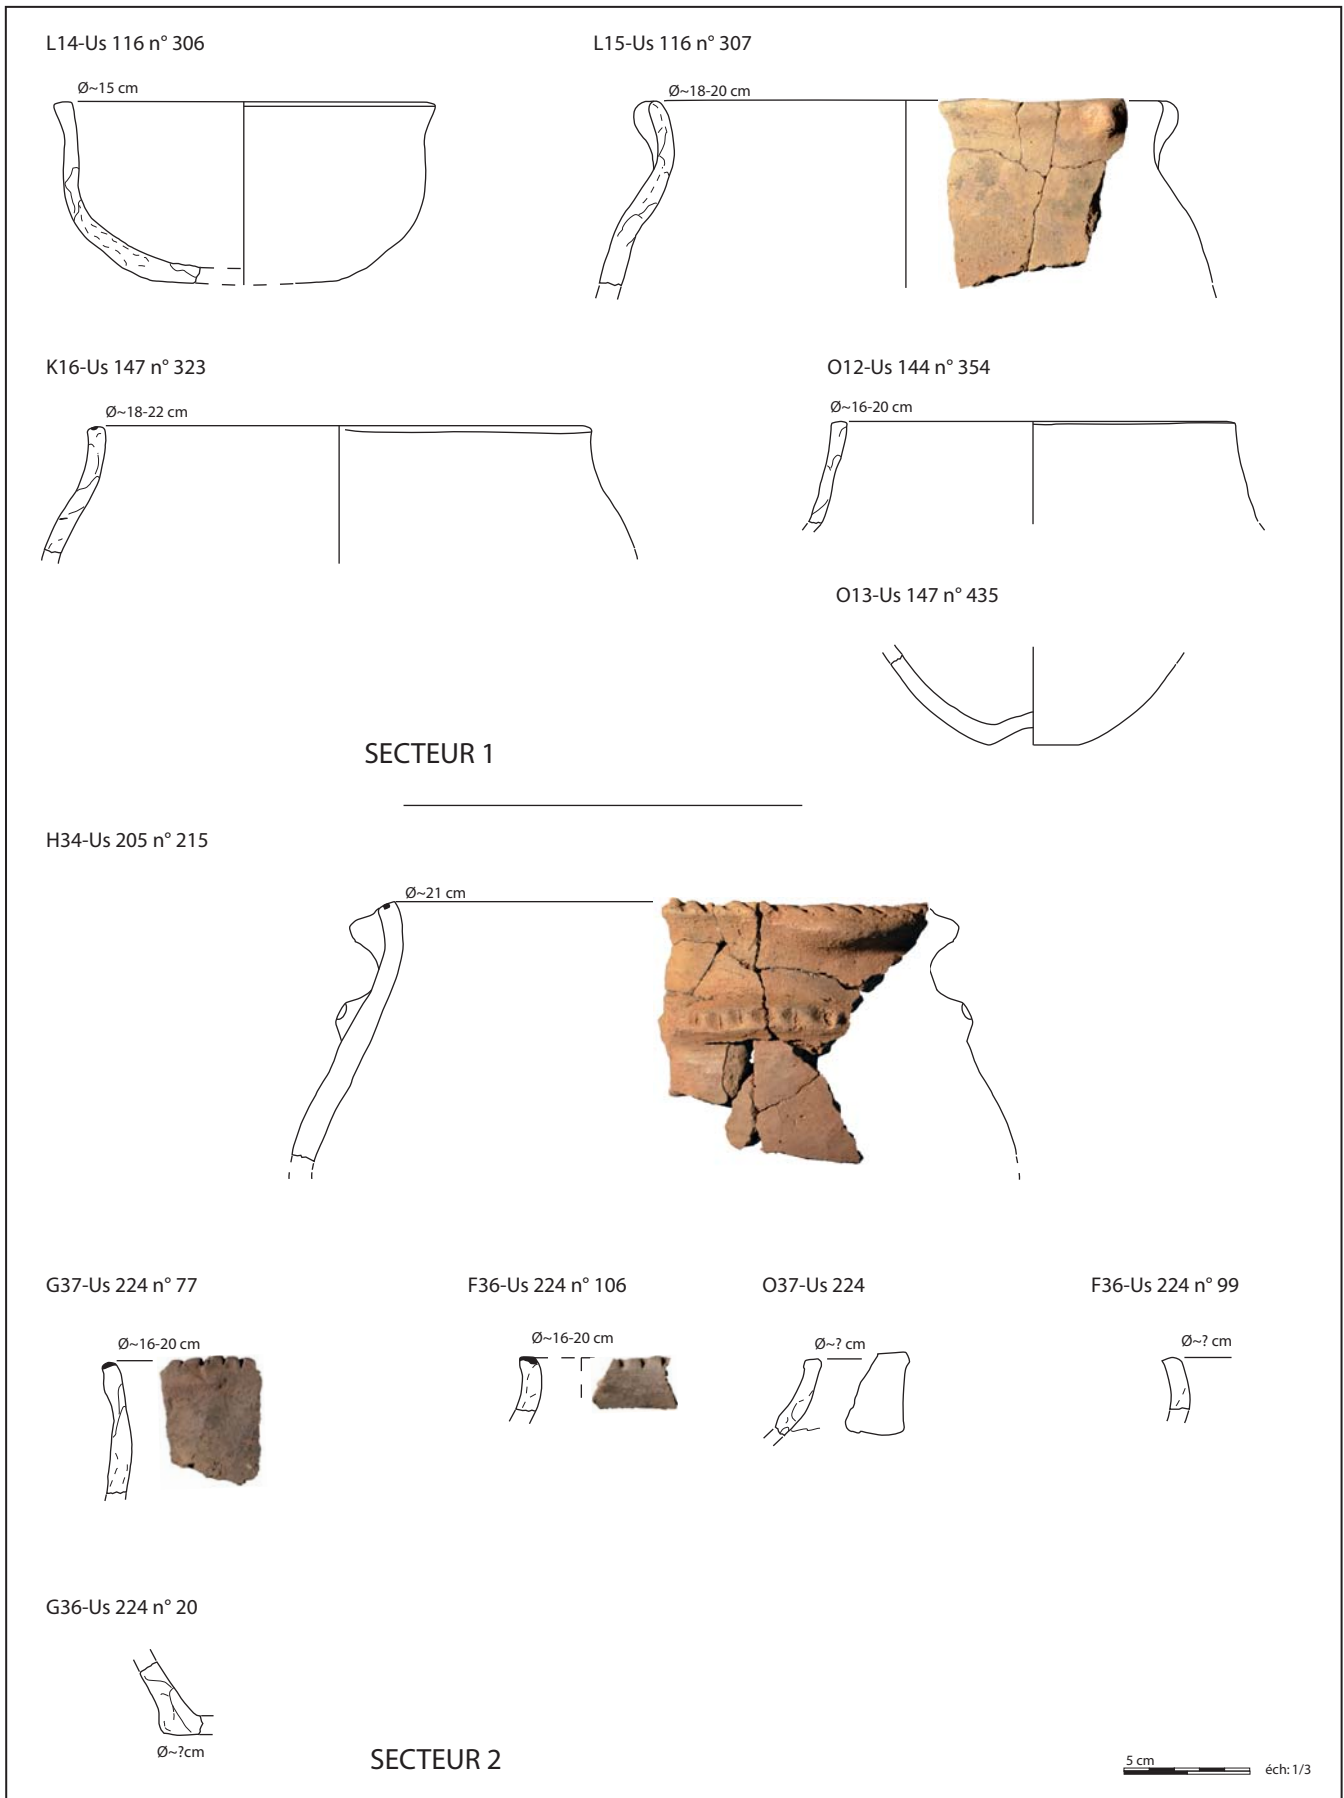 L14-Us 116 n° 306
L15-Us 116 n° 307
Ø~15 cm
Ø~18-20 cm
K16-Us 147 n° 323
O12-Us 144 n° 354
Ø~18-22 cm
Ø~16-20 cm
O13-Us 147 n° 435
SECTEUR 1
H34-Us 205 n° 215
Ø~21 cm
G37-Us 224 n° 77
F36-Us 224 n° 106
O37-Us 224
F36-Us 224 n° 99
Ø~16-20 cm
Ø~16-20 cm
Ø~? cm
Ø~? cm
G36-Us 224 n° 20
Ø~?cm
SECTEUR 2
5 cm
éch: 1/3